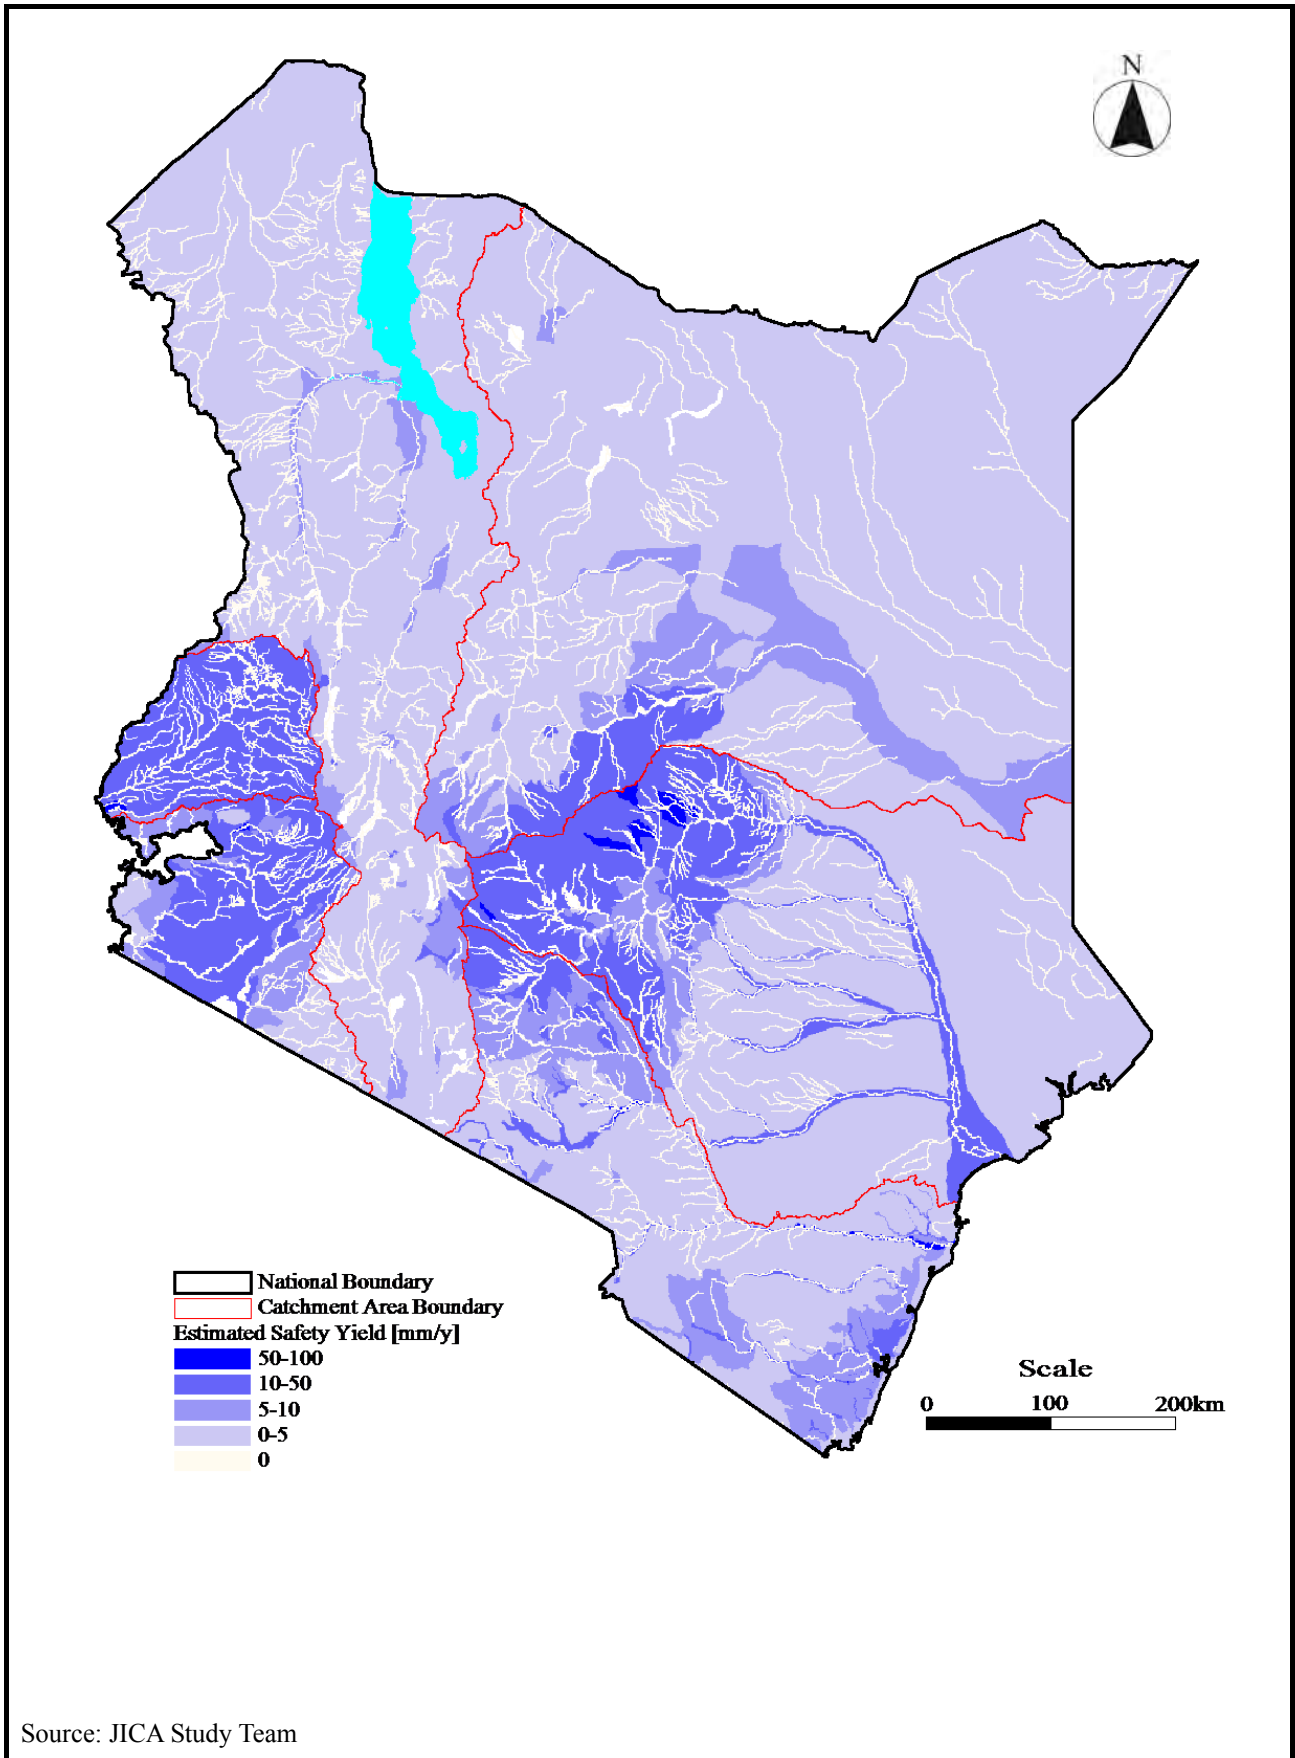 N
National Boundary
Catchment Area Boundary
Estimated Safety Yield [mm/y]
50-100
10-50
5-10
0-5
0
Scale
0 100 200km
Source: JICA Study Team